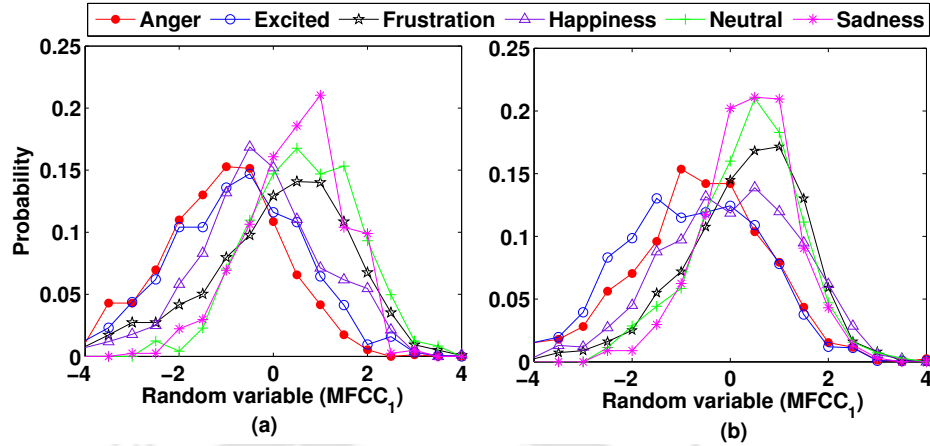 Anger Excited Frustration Happiness Neutral Sadness
0.25
0.2
0.15
0.1
0.05
0
Probability
−4 −2 0 2 4
Random variable (MFCC1)
(a)
0.25
0.2
0.15
0.1
0.05
0
−4 −2 0 2 4
Random variable (MFCC1)
(b)